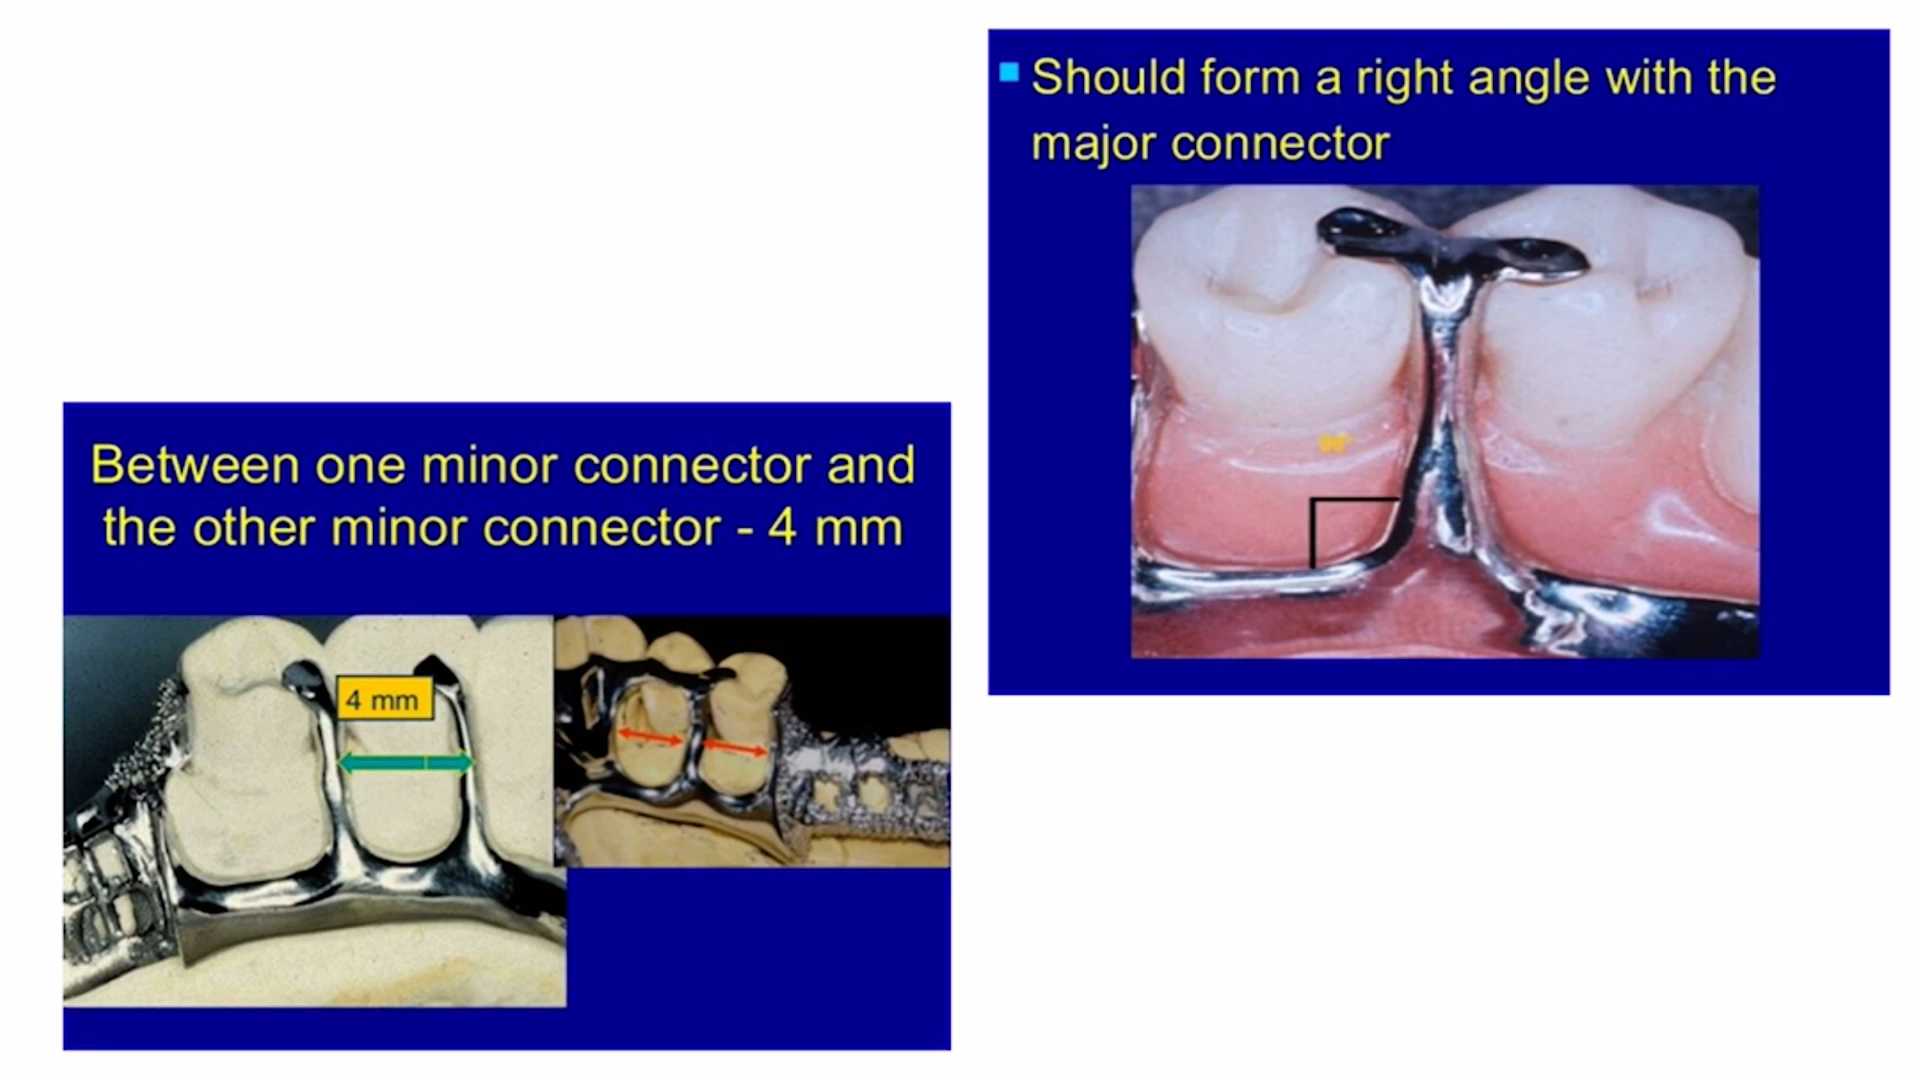 Should form a right angle with the
major connector
90°
Between one minor connector and
the other minor connector - 4 mm
4 mm